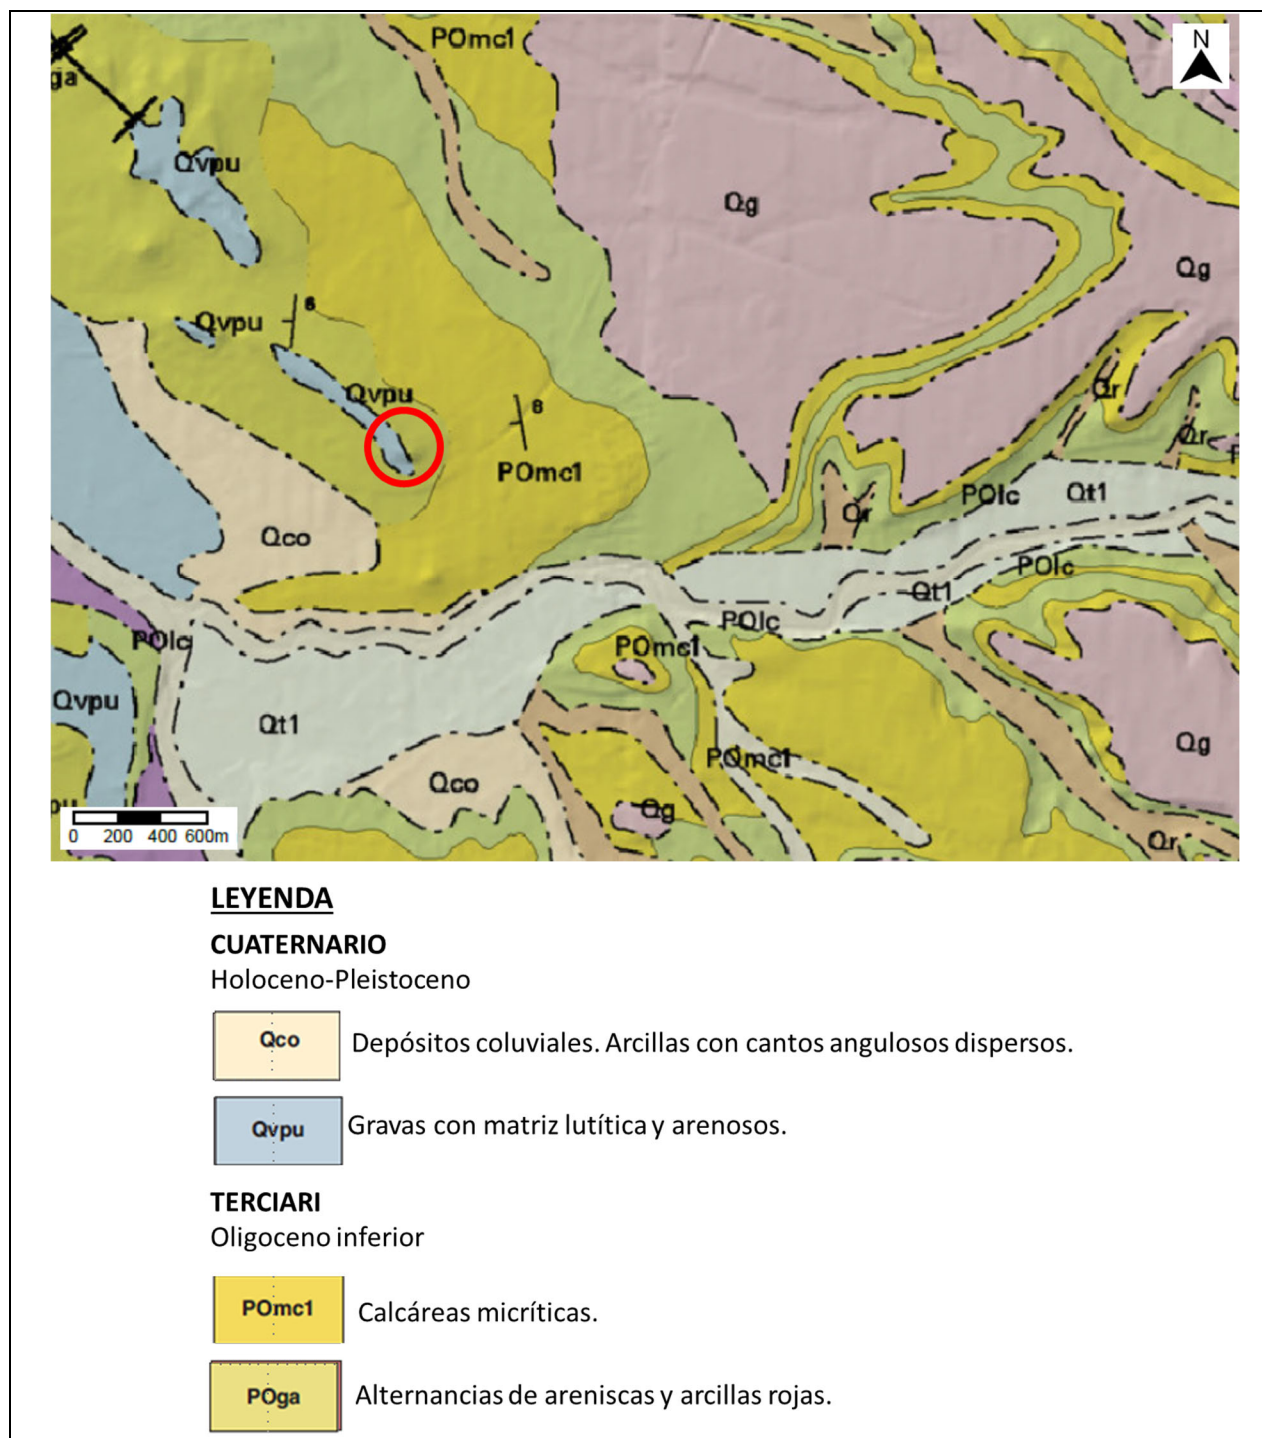 POmc1
N
ga
Qvpu
Qg
Qg
6
Qvpu
Qvpu
8
Qr
Qr
POmc1
POlc
Qt1
Qr
Qco
POlc
Qt1
POlc
POlc
POmc1
Qvpu
Qt1
Qg
POmc1
Qco
Qg
Qr
pu
0 200 400 600m
LEYENDA
CUATERNARIO
Holoceno-Pleistoceno
Qco Depósitos coluviales. Arcillas con cantos angulosos dispersos.
Qvpu Gravas con matriz lutítica y arenosos.
TERCIARI
Oligoceno inferior
POmc1 Calcáreas micríticas.
POga Alternancias de areniscas y arcillas rojas.